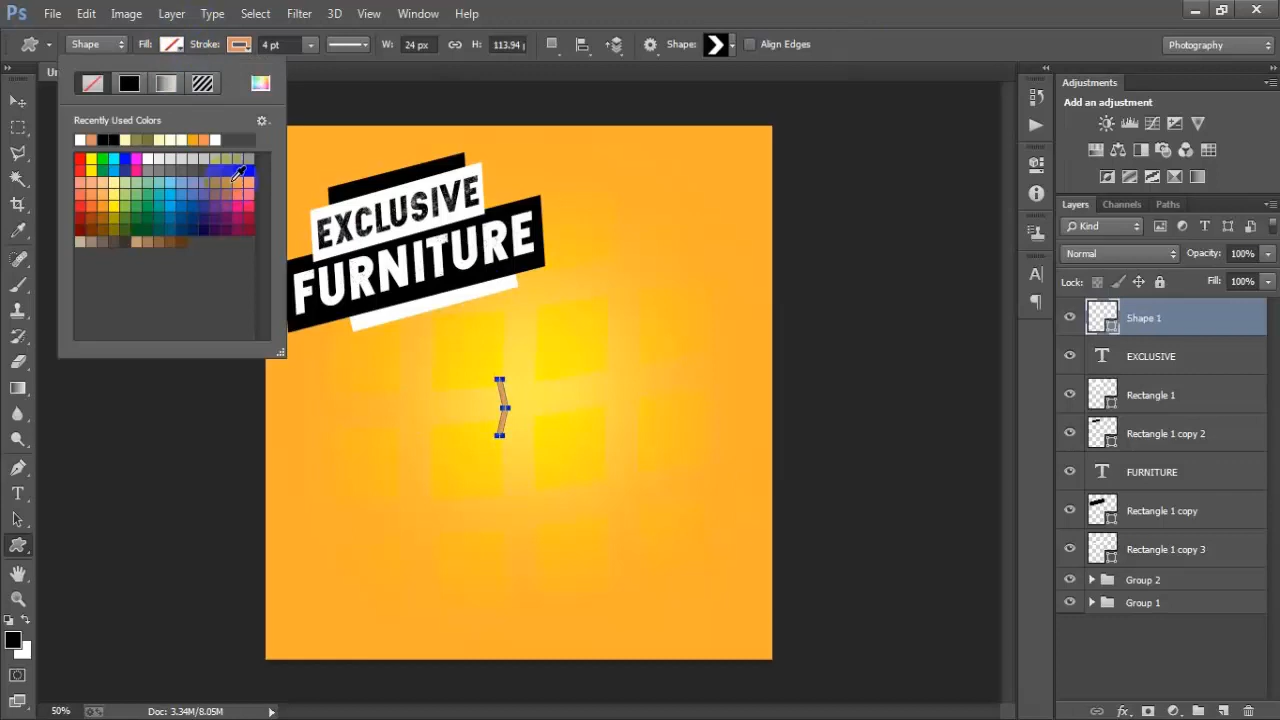 Ps File Edit Image Layer Type Select Filter 3D View Window Help
Shape Fill: Stroke: 4 pt W: 24 px H: 113.94 Shape: Align Edges Photography
Recently Used Colors
EXCLUSIVE
FURNITURE
Adjustments
Add an adjustment
Layers Channels Paths
Kind
Normal Opacity: 100%
Lock: Fill: 100%
Shape 1
T EXCLUSIVE
Rectangle 1
Rectangle 1 copy 2
T FURNITURE
Rectangle 1 copy
Rectangle 1 copy 3
Group 2
Group 1
50% Doc: 3.34M/8.05M